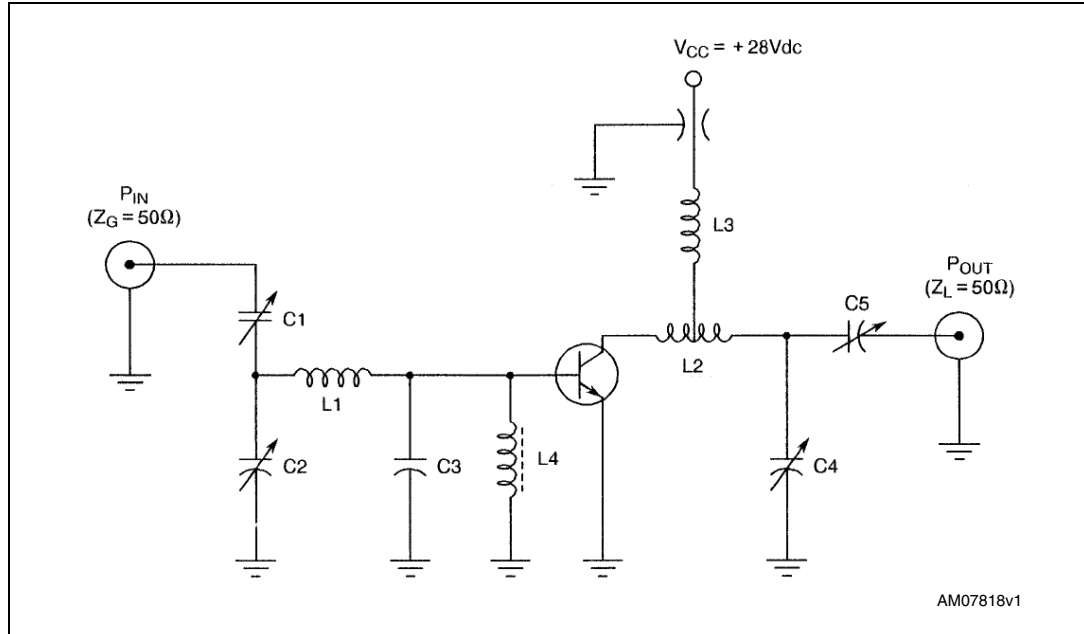 V_CC = + 28Vdc
P_IN
(Z_G = 50Ω)
L3
P_OUT
(Z_L = 50Ω)
C1
C5
L2
L1
C2
C3
L4
C4
AM07818v1